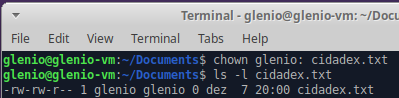 Terminal - glenio@glenio-vm: ~/Docu
File Edit View Terminal Tabs Help
glenio@glenio-vm:~/Documents$ chown glenio: cidadex.txt
glenio@glenio-vm:~/Documents$ ls -l cidadex.txt
-rw-rw-r-- 1 glenio glenio 0 dez  7 20:00 cidadex.txt